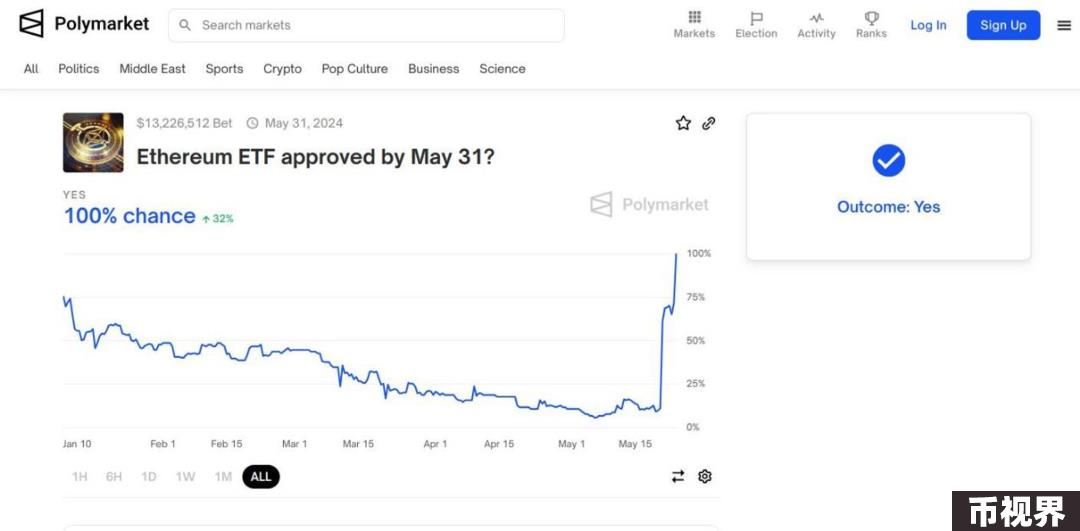 Polymarket
Search markets
Markets
Election
Activity
Ranks
Log In
Sign Up
All Politics Middle East Sports Crypto Pop Culture Business Science
$13,226,512 Bet May 31, 2024
Ethereum ETF approved by May 31?
YES
100% chance 32%
Polymarket
Outcome: Yes
100%
75%
50%
25%
0%
Jan 10 Feb 1 Feb 15 Mar 1 Mar 15 Apr 1 Apr 15 May 1 May 15
1H 6H 1D 1W 1M ALL
币视界